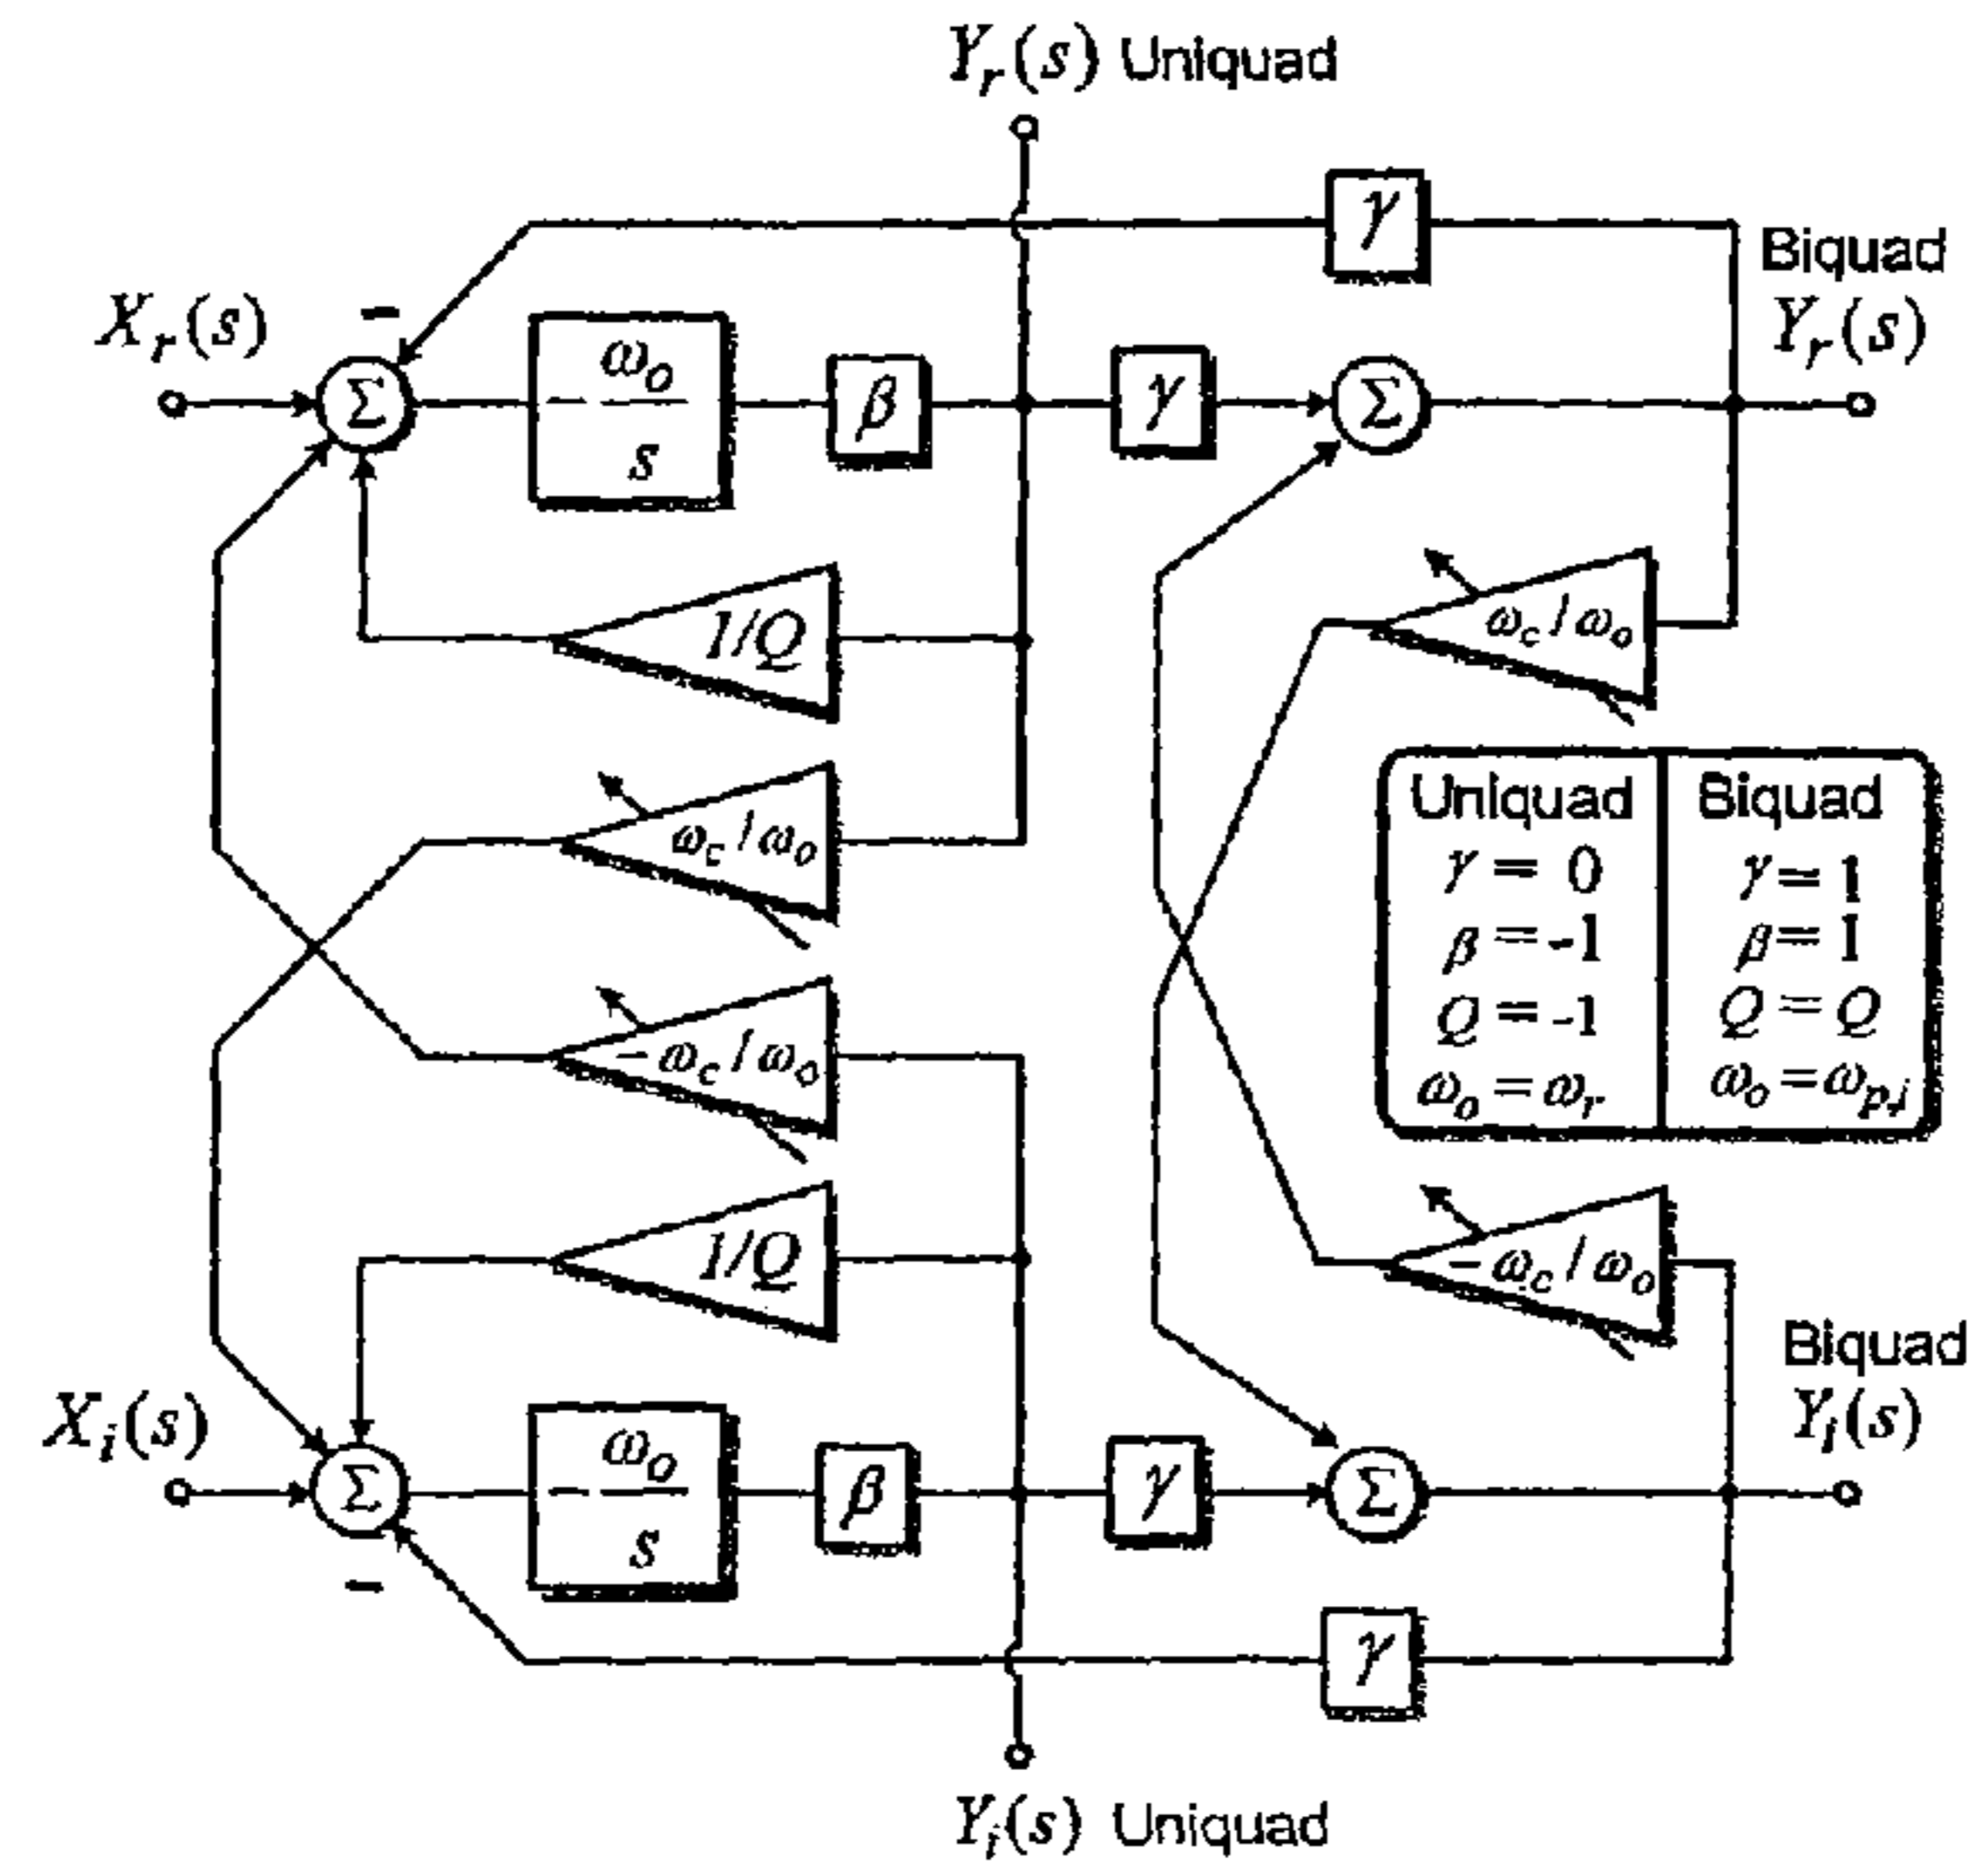 Yr(s) Uniquad
γ
Biquad
Yr(s)
Xr(s)
Σ
−ωo/s
β
γ
Σ
1/Q
ωc/ωo
ωc/ωo
Uniquad Biquad
γ = 0 γ = 1
β = -1 β = 1
Q = -1 Q = Q
ωo = ωr ωo = ωp,i
−ωc/ωo
1/Q
−ωc/ωo
Biquad
Yi(s)
Xi(s)
Σ
−ωo/s
β
γ
Σ
γ
Yi(s) Uniquad
−
−